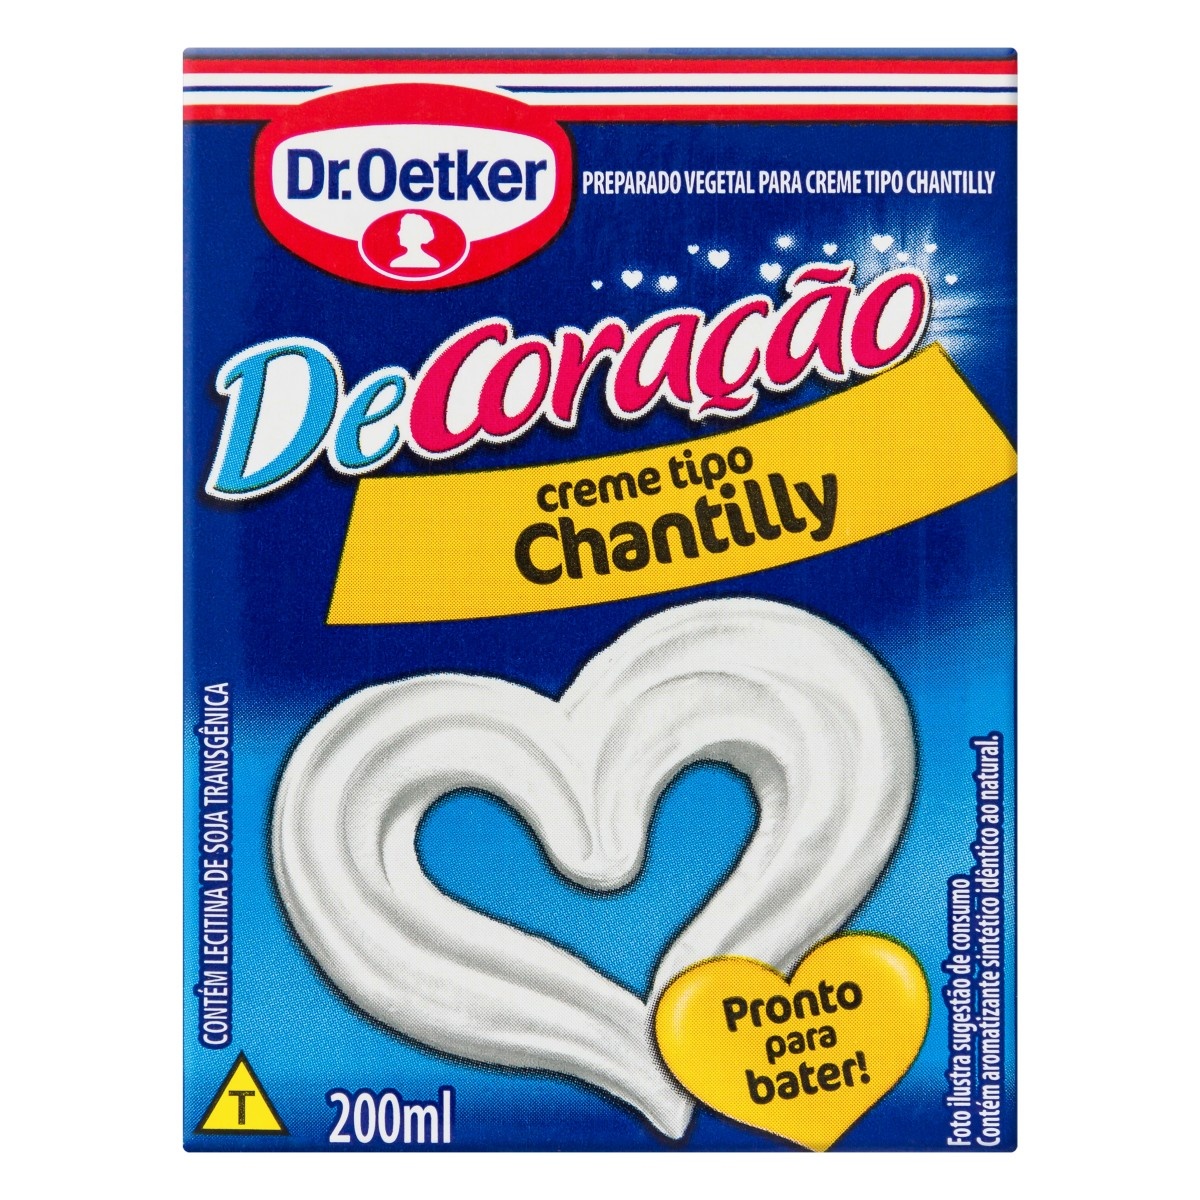 Dr.Oetker
PREPARADO VEGETAL PARA CREME TIPO CHANTILLY
DeCoração
creme tipo
Chantilly
CONTÉM LECITINA DE SOJA TRANSGÊNICA
T
200ml
Pronto
para
bater!
Foto ilustra sugestão de consumo
Contém aromatizante sintético idêntico ao natural.